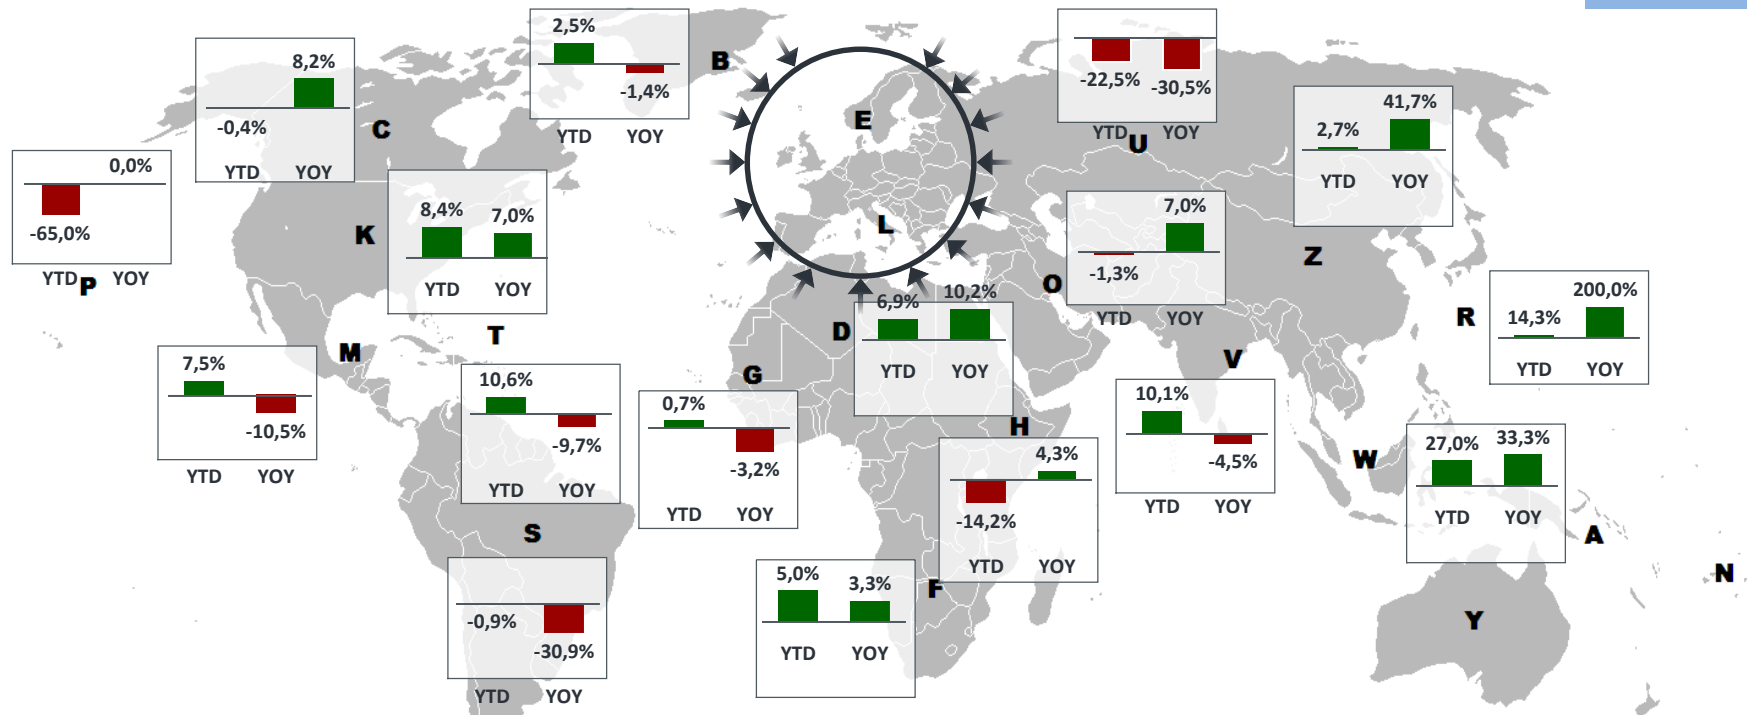 2,5%
-1,4%
YTD YOY
B
8,2%
-0,4%
YTD YOY
C
-22,5%
-30,5%
YTD YOY
U
41,7%
2,7%
YTD YOY
E
0,0%
-65,0%
YTD YOY
P
8,4%
7,0%
YTD YOY
K
L
7,0%
-1,3%
YTD YOY
O
Z
6,9%
10,2%
YTD YOY
D
R
200,0%
14,3%
YTD YOY
T
M
7,5%
-10,5%
YTD YOY
10,6%
-9,7%
YTD YOY
G
0,7%
-3,2%
YTD YOY
V
10,1%
-4,5%
YTD YOY
H
4,3%
-14,2%
YTD YOY
W
27,0%
33,3%
YTD YOY
A
S
-0,9%
-30,9%
YTD YOY
5,0%
3,3%
YTD YOY
F
N
Y